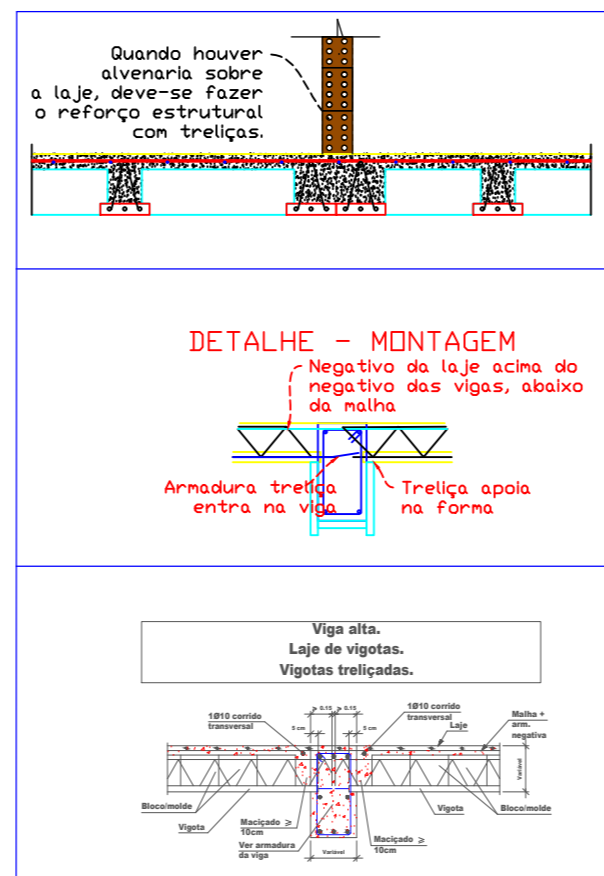 Quando houver
alvenaria sobre
a laje, deve-se fazer
o reforço estrutural
com treliças.
DETALHE - MONTAGEM
Negativo da laje acima do
negativo das vigas, abaixo
da malha
Armadura treliça
entra na viga
Treliça apoia
na forma
Viga alta.
Laje de vigotas.
Vigotas treliçadas.
≥ 0.15
≥ 0.15
1Ø10 corrido
transversal
5 cm
5 cm
1Ø10 corrido
transversal
Laje
Malha +
arm.
negativa
Variável
Bloco/molde
Vigota
Maciçado ≥
10cm
Ver armadura
da viga
Variável
Maciçado ≥
10cm
Vigota
Bloco/molde